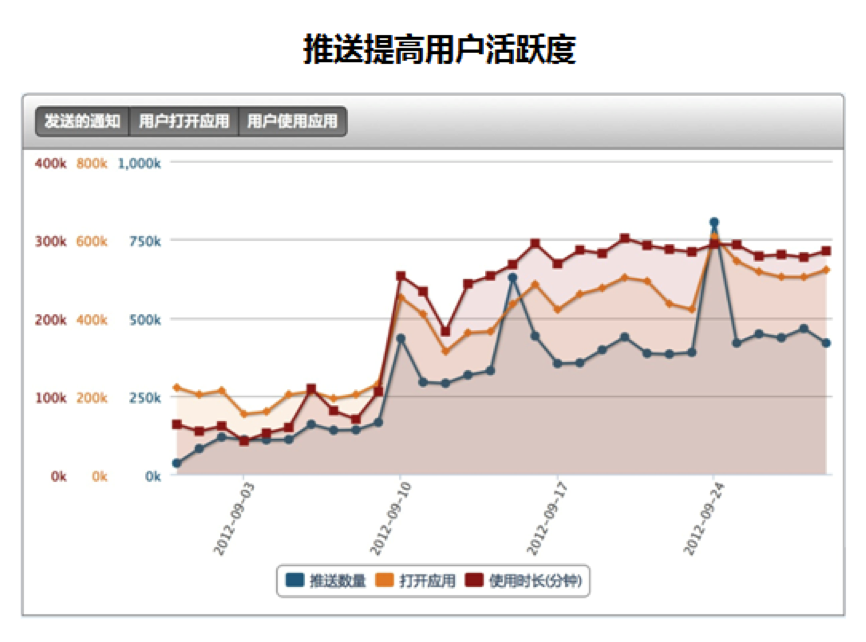 推送提高用户活跃度
发送的通知 用户打开应用 用户使用应用
400k 800k 1,000k
300k 600k 750k
200k 400k 500k
100k 200k 250k
0k 0k 0k
2012-09-03 2012-09-10 2012-09-17 2012-09-24
推送数量 打开应用 使用时长(分钟)